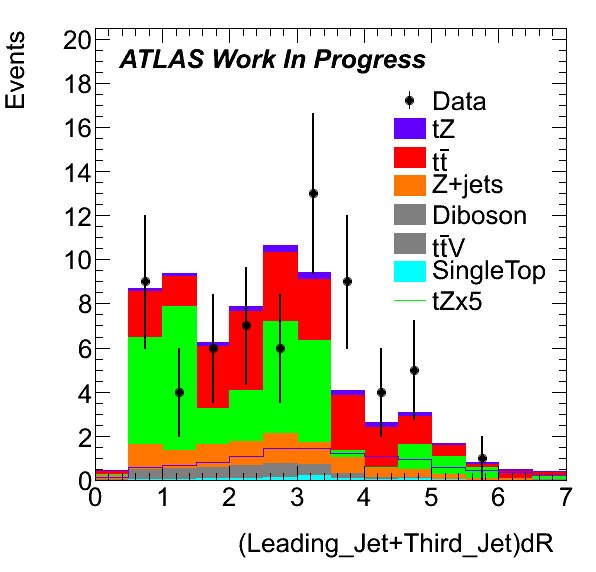 Events
ATLAS Work In Progress
Data
tZ
tt̄
Z+jets
Diboson
tt̄V
SingleTop
tZx5
20
18
16
14
12
10
8
6
4
2
0
0 1 2 3 4 5 6 7
(Leading_Jet+Third_Jet)dR